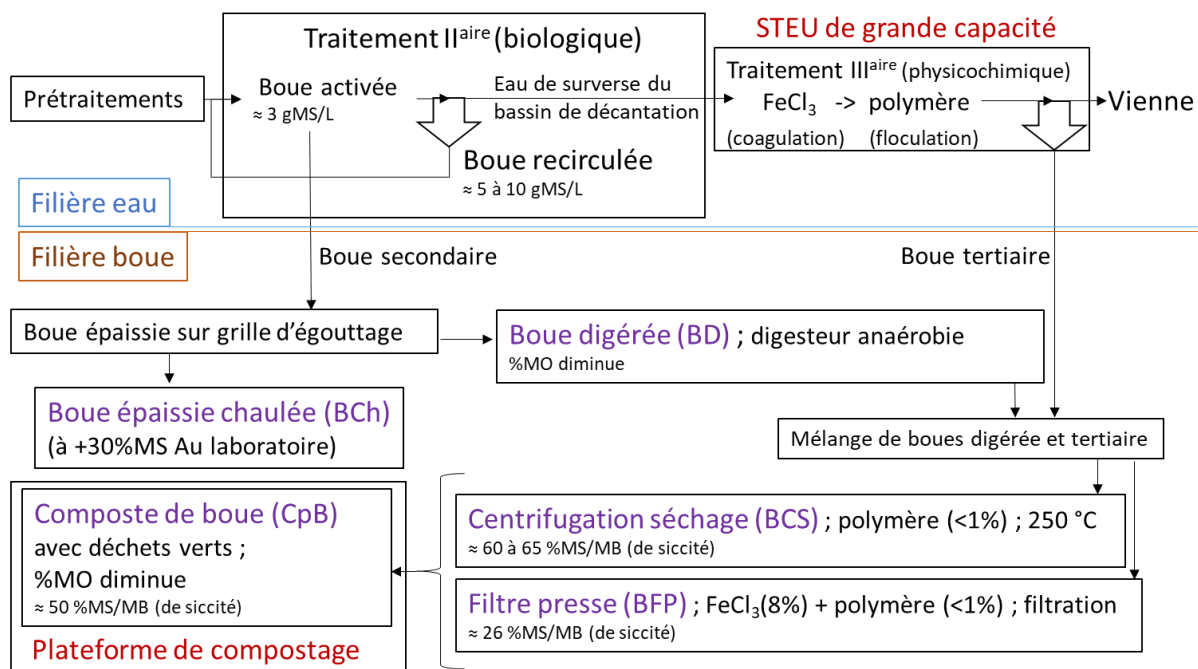 STEU de grande capacité
Traitement IIaire (biologique)
Prétraitements
Boue activée
≈ 3 gMS/L
Eau de surverse du
bassin de décantation
Boue recirculée
≈ 5 à 10 gMS/L
Traitement IIIaire (physicochimique)
FeCl3 -> polymère
(coagulation) (floculation)
Vienne
Filière eau
Filière boue
Boue secondaire
Boue tertiaire
Boue épaissie sur grille d'égouttage
Boue digérée (BD) ; digesteur anaérobie
%MO diminue
Boue épaissie chaulée (BCh)
(à +30%MS Au laboratoire)
Mélange de boues digérée et tertiaire
Composte de boue (CpB)
avec déchets verts ;
%MO diminue
≈ 50 %MS/MB (de siccité)
Plateforme de compostage
Centrifugation séchage (BCS) ; polymère (<1%) ; 250 °C
≈ 60 à 65 %MS/MB (de siccité)
Filtre presse (BFP) ; FeCl3(8%) + polymère (<1%) ; filtration
≈ 26 %MS/MB (de siccité)